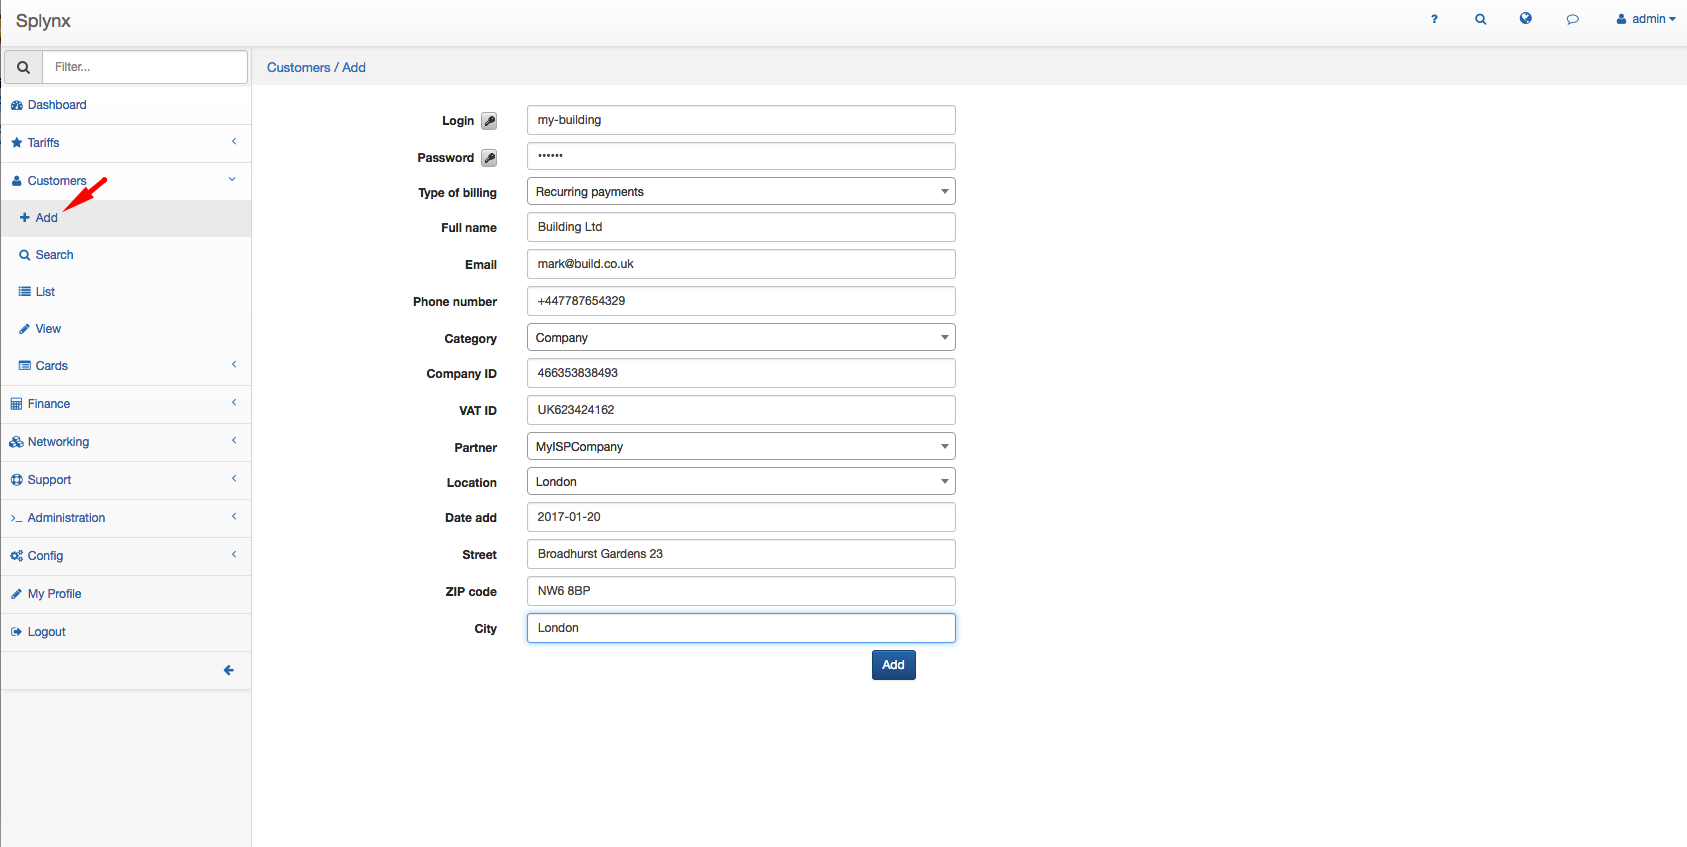 Splynx
? admin
Filter...
Customers / Add
Dashboard
Tariffs
Customers
Add
Search
List
View
Cards
Finance
Networking
Support
Administration
Config
My Profile
Logout
Login my-building
Password ••••••
Type of billing Recurring payments
Full name Building Ltd
Email mark@build.co.uk
Phone number +447787654329
Category Company
Company ID 466353838493
VAT ID UK623424162
Partner MyISPCompany
Location London
Date add 2017-01-20
Street Broadhurst Gardens 23
ZIP code NW6 8BP
City London
Add